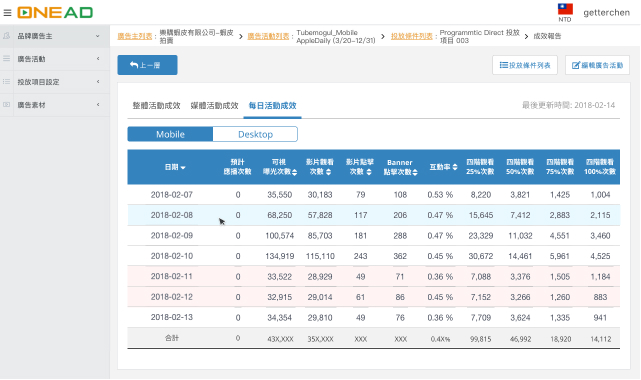 ONEAD
NTD
getterchen
品牌廣告主
廣告活動
投放項目設定
廣告素材
廣告主列表 : 樂購蝦皮有限公司-蝦皮拍賣 > 廣告活動列表 : Tubemogul_Mobile AppleDaily (3/20~12/31) > 投放條件列表 : Programmtic Direct 投放項目 003 > 成效報告
上一層
投放條件列表
編輯廣告活動
整體活動成效 媒體活動成效 每日活動成效
最後更新時間: 2018-02-14
Mobile Desktop
日期 預計應播次數 可視曝光次數 影片觀看次數 影片點擊次數 Banner點擊次數 互動率 四階觀看25%次數 四階觀看50%次數 四階觀看75%次數 四階觀看100%次數
2018-02-07 0 35,550 30,183 79 108 0.53 % 8,220 3,821 1,425 1,004
2018-02-08 0 68,250 57,828 117 206 0.47 % 15,645 7,412 2,883 2,115
2018-02-09 0 100,574 85,703 181 288 0.47 % 23,329 11,032 4,551 3,460
2018-02-10 0 134,919 115,110 243 362 0.45 % 30,672 14,461 5,961 4,525
2018-02-11 0 33,522 28,929 49 71 0.36 % 7,088 3,376 1,505 1,184
2018-02-12 0 32,915 29,014 61 86 0.45 % 7,152 3,266 1,260 883
2018-02-13 0 34,354 29,810 49 76 0.36 % 7,709 3,624 1,335 941
合計 0 43X,XXX 35X,XXX XXX XXX 0.4X% 99,815 46,992 18,920 14,112